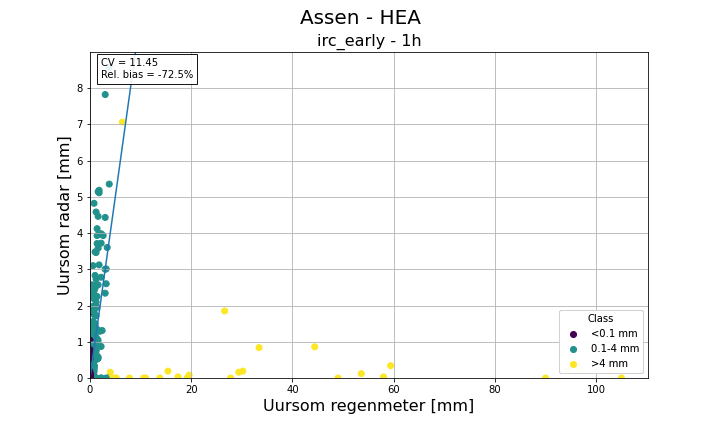 Assen - HEA
irc_early - 1h
CV = 11.45
Rel. bias = -72.5%
Uursom radar [mm]
8
7
6
5
4
3
2
1
0
0 20 40 60 80 100
Uursom regenmeter [mm]
Class
<0.1 mm
0.1-4 mm
>4 mm